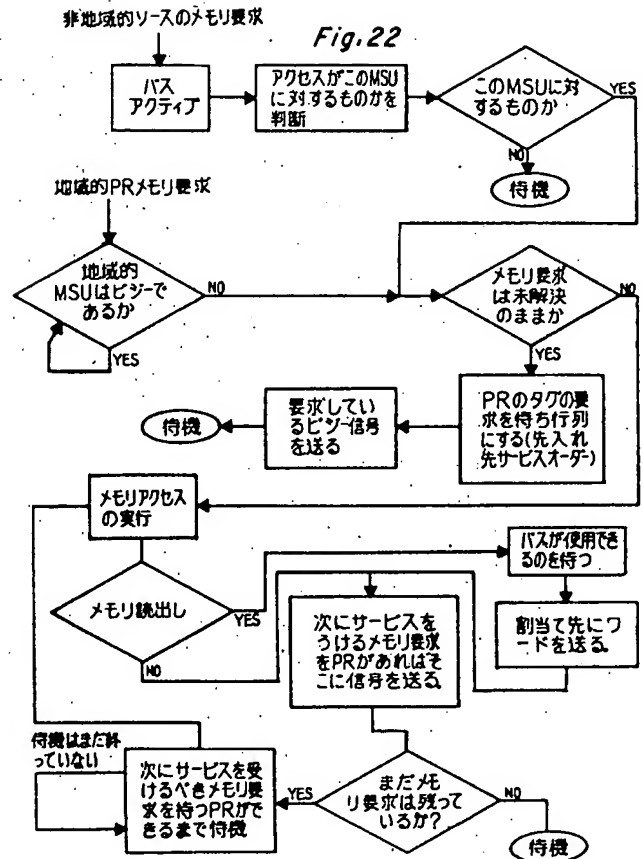 非地域的ソースのメモリ要求
Fig.22
バス
アクティブ
アクセスがこのMSU
に対するものかを
判断
このMSUに対
するものか
YES
NO
待機
地域的PRメモリ要求
地域的
MSUはビジーで
あるか
NO
YES
メモリ要求
は未解決
のままか
NO
YES
PRのタグの要
求を待ち行列
にする(先入れ
先サービスオーダー)
要求してい
るビジー信号
を送る
待機
メモリアクセス
の実行
メモリ読出し
YES
NO
バスが使用でき
るのを待つ
割当て先にワ
ードを送る.
次にサービスを
うけるメモリ要求
をPRがあればそ
こに信号を送る.
待機はまだ終
っていない
次にサービスを受
けるべきメモリ要
求を持つPRがで
きるまで待機
YES
まだメモ
リ要求は残って
いるか?
NO
待機